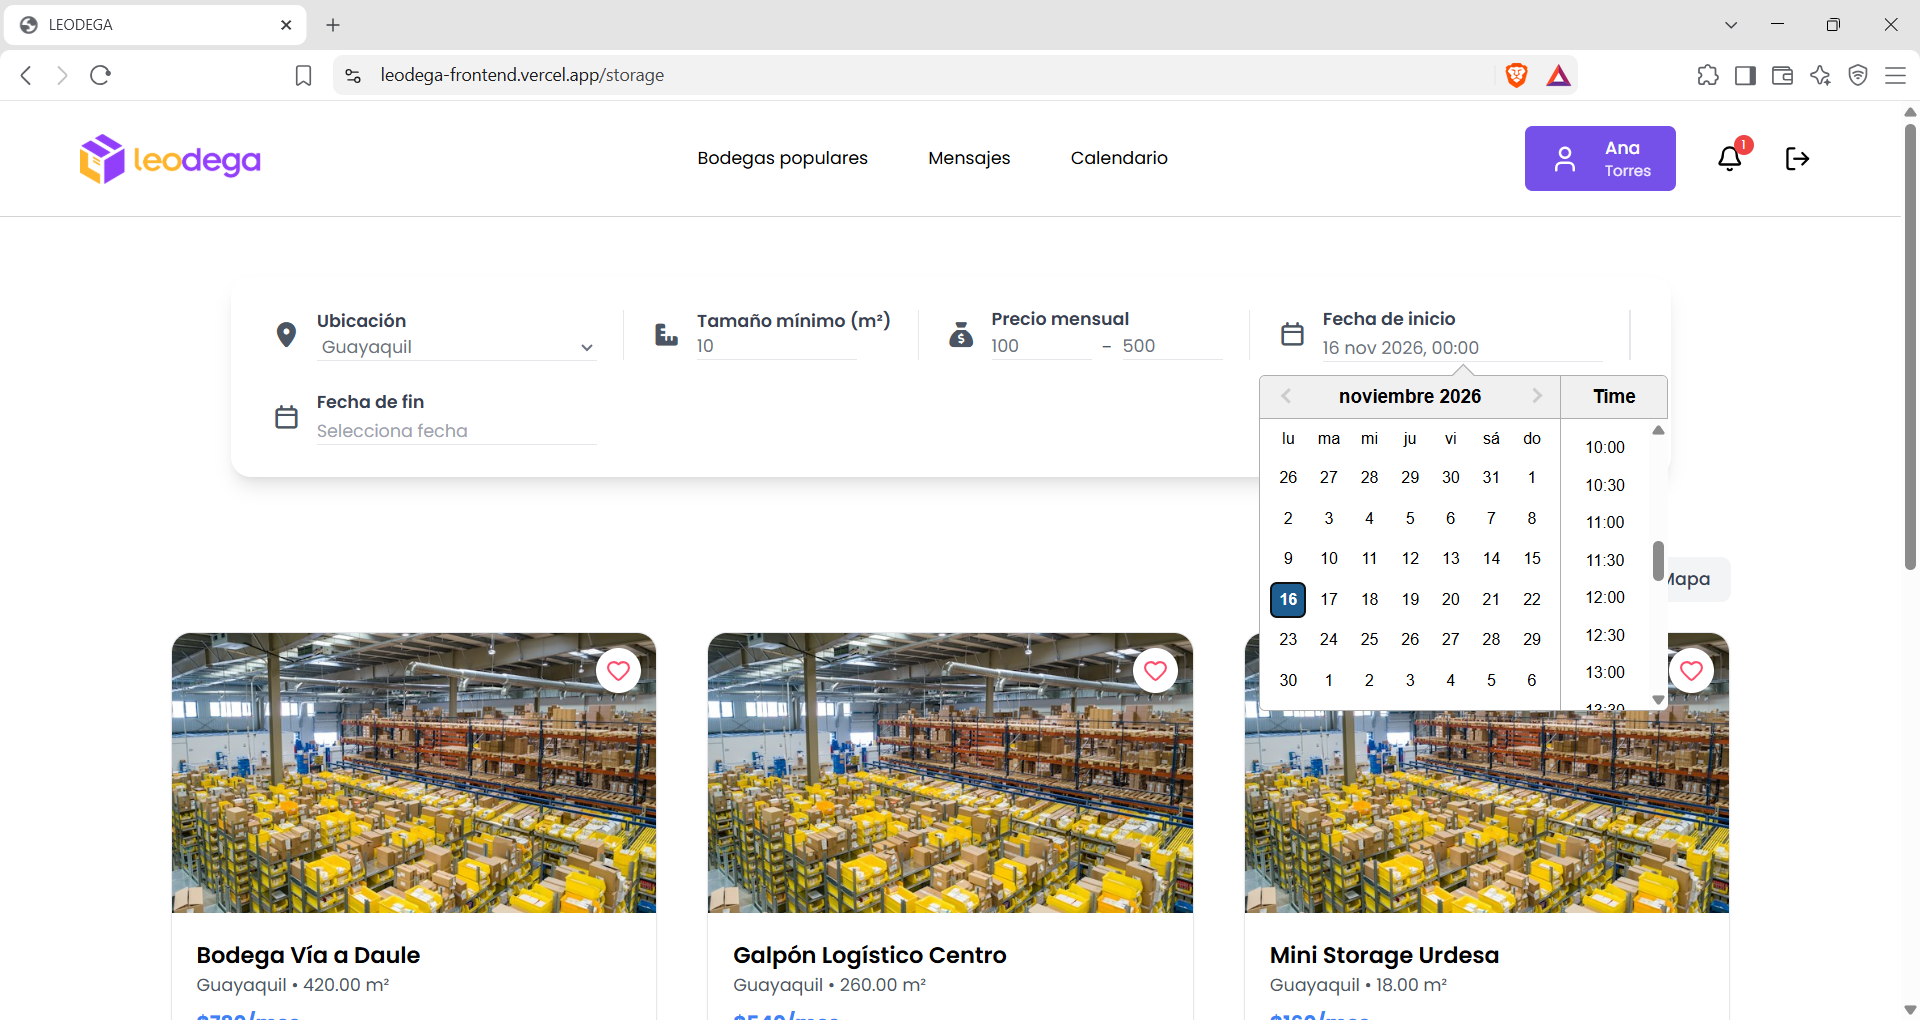 LEODEGA
leodega-frontend.vercel.app/storage
leodega
Bodegas populares
Mensajes
Calendario
Ana
Torres
1
Ubicación
Guayaquil
Tamaño mínimo (m²)
10
Precio mensual
100 - 500
Fecha de inicio
16 nov 2026, 00:00
Fecha de fin
Selecciona fecha
noviembre 2026
lu ma mi ju vi sá do
26 27 28 29 30 31 1
2 3 4 5 6 7 8
9 10 11 12 13 14 15
16 17 18 19 20 21 22
23 24 25 26 27 28 29
30 1 2 3 4 5 6
Time
10:00
10:30
11:00
11:30
12:00
12:30
13:00
13:30
Mapa
Bodega Vía a Daule
Guayaquil • 420.00 m²
Galpón Logístico Centro
Guayaquil • 260.00 m²
Mini Storage Urdesa
Guayaquil • 18.00 m²